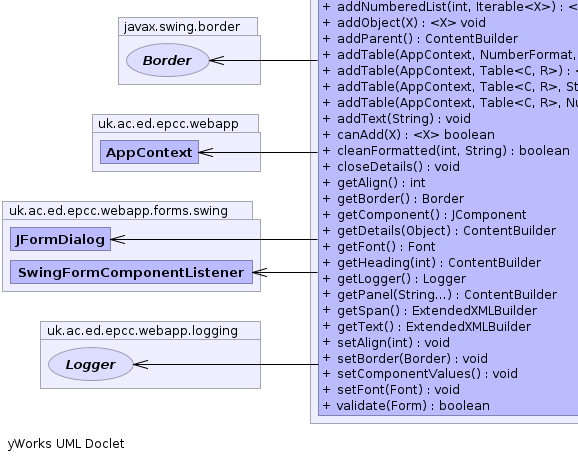 javax.swing.border
Border
uk.ac.ed.epcc.webapp
AppContext
uk.ac.ed.epcc.webapp.forms.swing
JFormDialog
SwingFormComponentListener
uk.ac.ed.epcc.webapp.logging
Logger
+ addNumberedList(int, Iterable<X>) : <
+ addObject(X) : <X> void
+ addParent() : ContentBuilder
+ addTable(AppContext, NumberFormat,
+ addTable(AppContext, Table<C, R>) : <
+ addTable(AppContext, Table<C, R>, St
+ addTable(AppContext, Table<C, R>, Nu
+ addText(String) : void
+ canAdd(X) : <X> boolean
+ cleanFormatted(int, String) : boolean
+ closeDetails() : void
+ getAlign() : int
+ getBorder() : Border
+ getComponent() : JComponent
+ getDetails(Object) : ContentBuilder
+ getFont() : Font
+ getHeading(int) : ContentBuilder
+ getLogger() : Logger
+ getPanel(String...) : ContentBuilder
+ getSpan() : ExtendedXMLBuilder
+ getText() : ExtendedXMLBuilder
+ setAlign(int) : void
+ setBorder(Border) : void
+ setComponentValues() : void
+ setFont(Font) : void
+ validate(Form) : boolean
yWorks UML Doclet